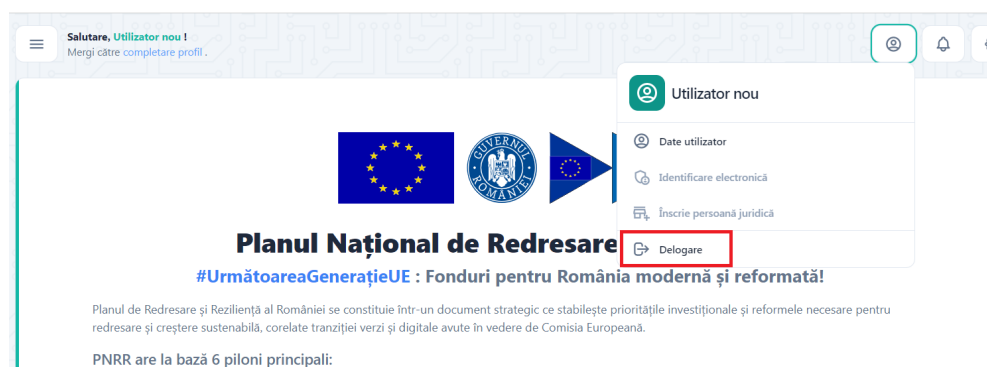 Salutare, Utilizator nou !
Mergi către completare profil .
Utilizator nou
Date utilizator
Identificare electronică
Înscrie persoană juridică
Delogare
GUVERNUL ROMÂNIEI
Planul Național de Redresare
#UrmătoareaGenerațieUE : Fonduri pentru România modernă și reformată!
Planul de Redresare și Reziliență al României se constituie într-un document strategic ce stabilește prioritățile investiționale și reformele necesare pentru
redresare și creștere sustenabilă, corelate tranziției verzi și digitale avute în vedere de Comisia Europeană.
PNRR are la bază 6 piloni principali: